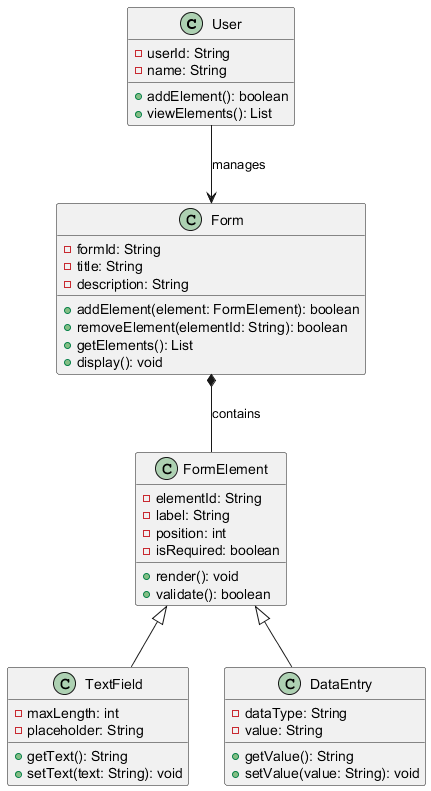 C User
userId: String
name: String
addElement(): boolean
viewElements(): List
manages
C Form
formId: String
title: String
description: String
addElement(element: FormElement): boolean
removeElement(elementId: String): boolean
getElements(): List
display(): void
contains
C FormElement
elementId: String
label: String
position: int
isRequired: boolean
render(): void
validate(): boolean
C TextField
maxLength: int
placeholder: String
getText(): String
setText(text: String): void
C DataEntry
dataType: String
value: String
getValue(): String
setValue(value: String): void